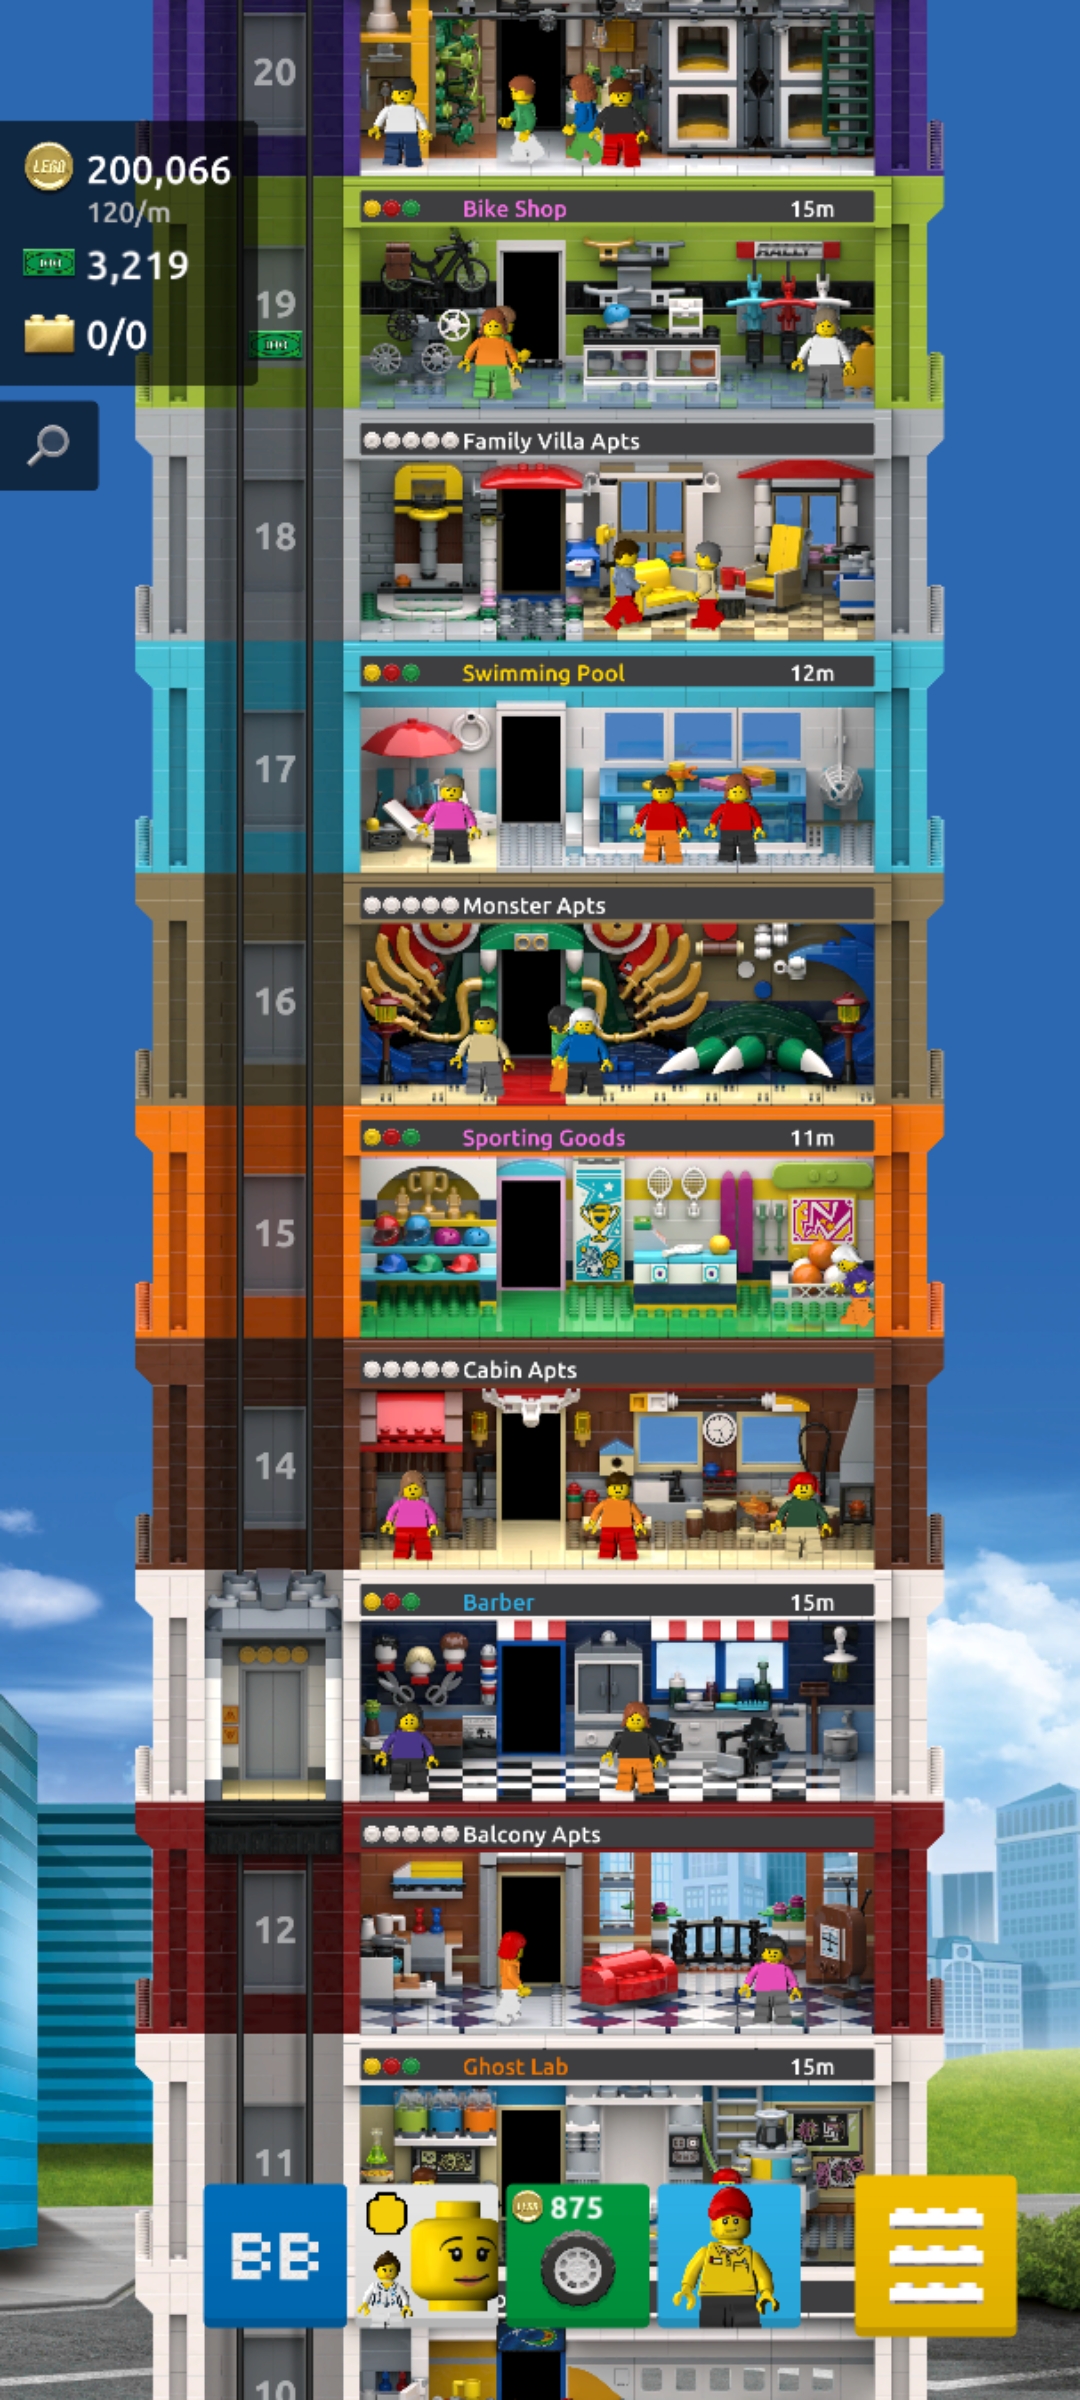 20
LEGO 200,066
120/m
3,219
0/0
Bike Shop 15m
RALLY
19
Family Villa Apts
18
Swimming Pool 12m
17
Monster Apts
16
Sporting Goods 11m
15
Cabin Apts
14
Barber 15m
Balcony Apts
12
Ghost Lab 15m
11
BB
875
10